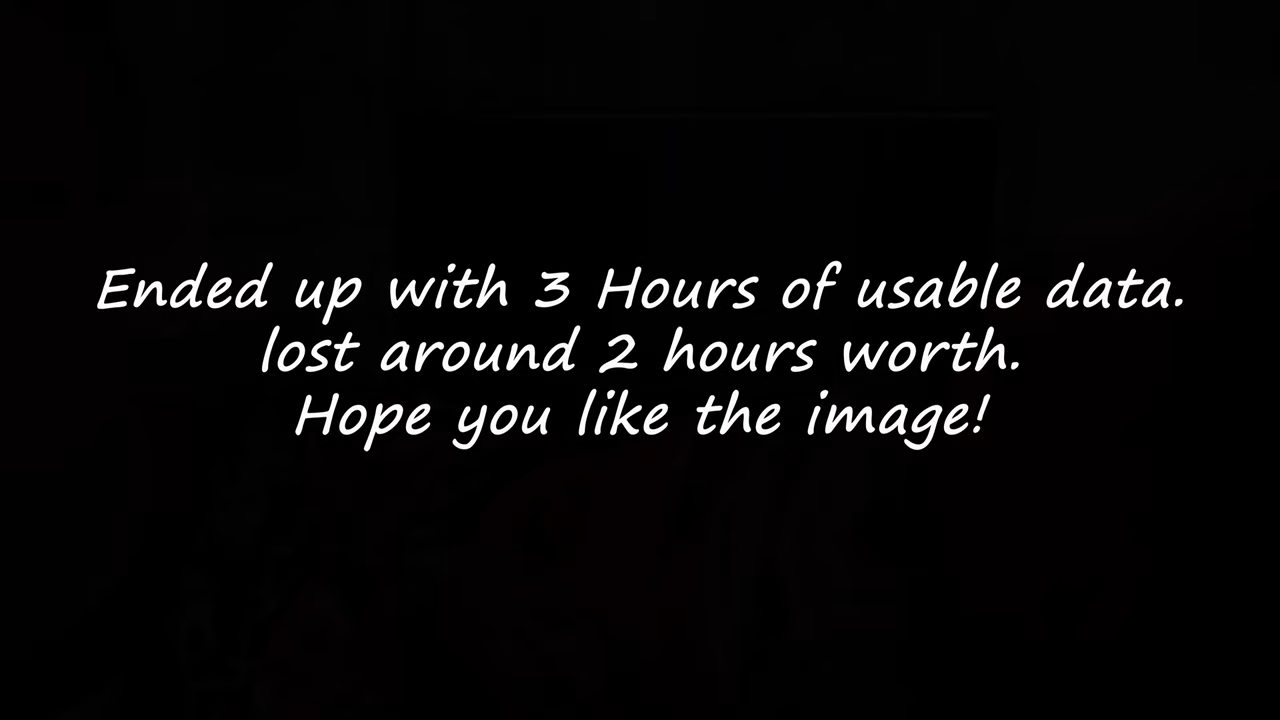 Ended up with 3 Hours of usable data.
lost around 2 hours worth.
Hope you like the image!